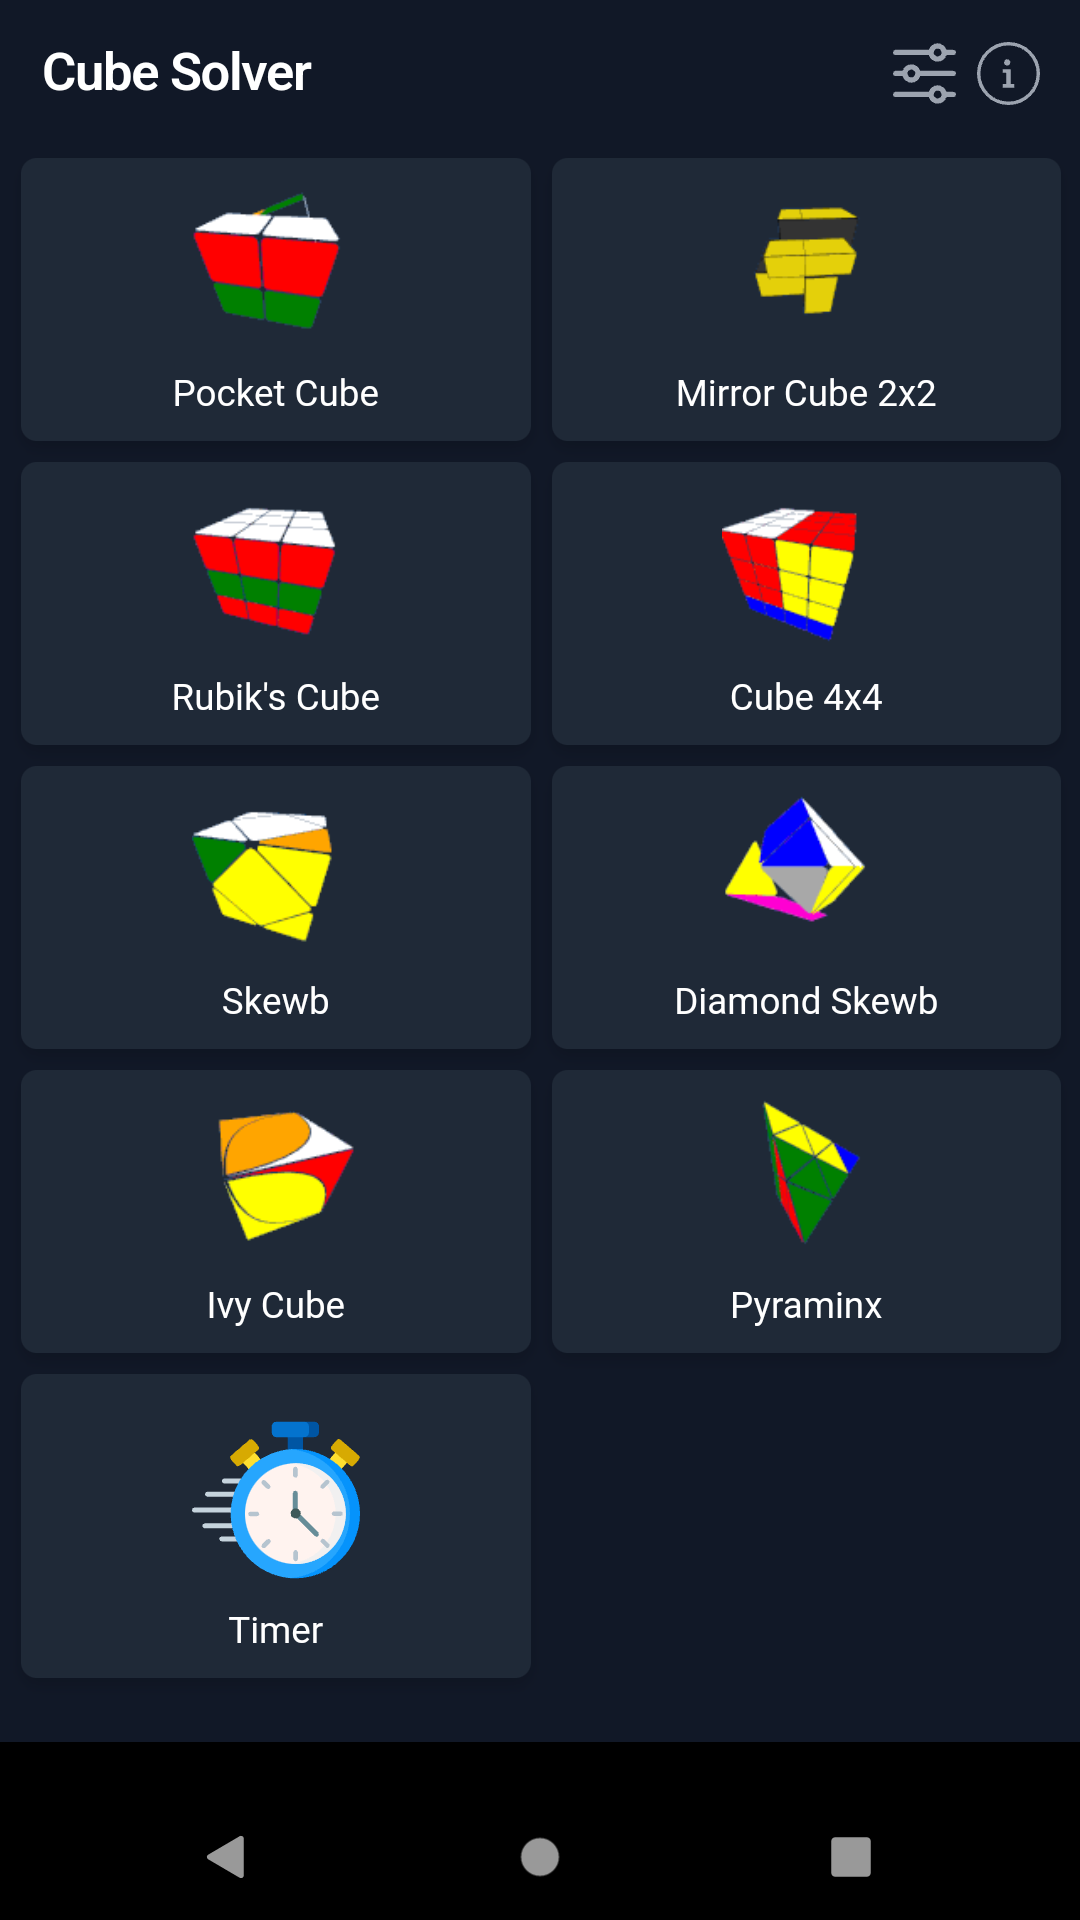 Cube Solver
Pocket Cube
Mirror Cube 2x2
Rubik's Cube
Cube 4x4
Skewb
Diamond Skewb
Ivy Cube
Pyraminx
Timer